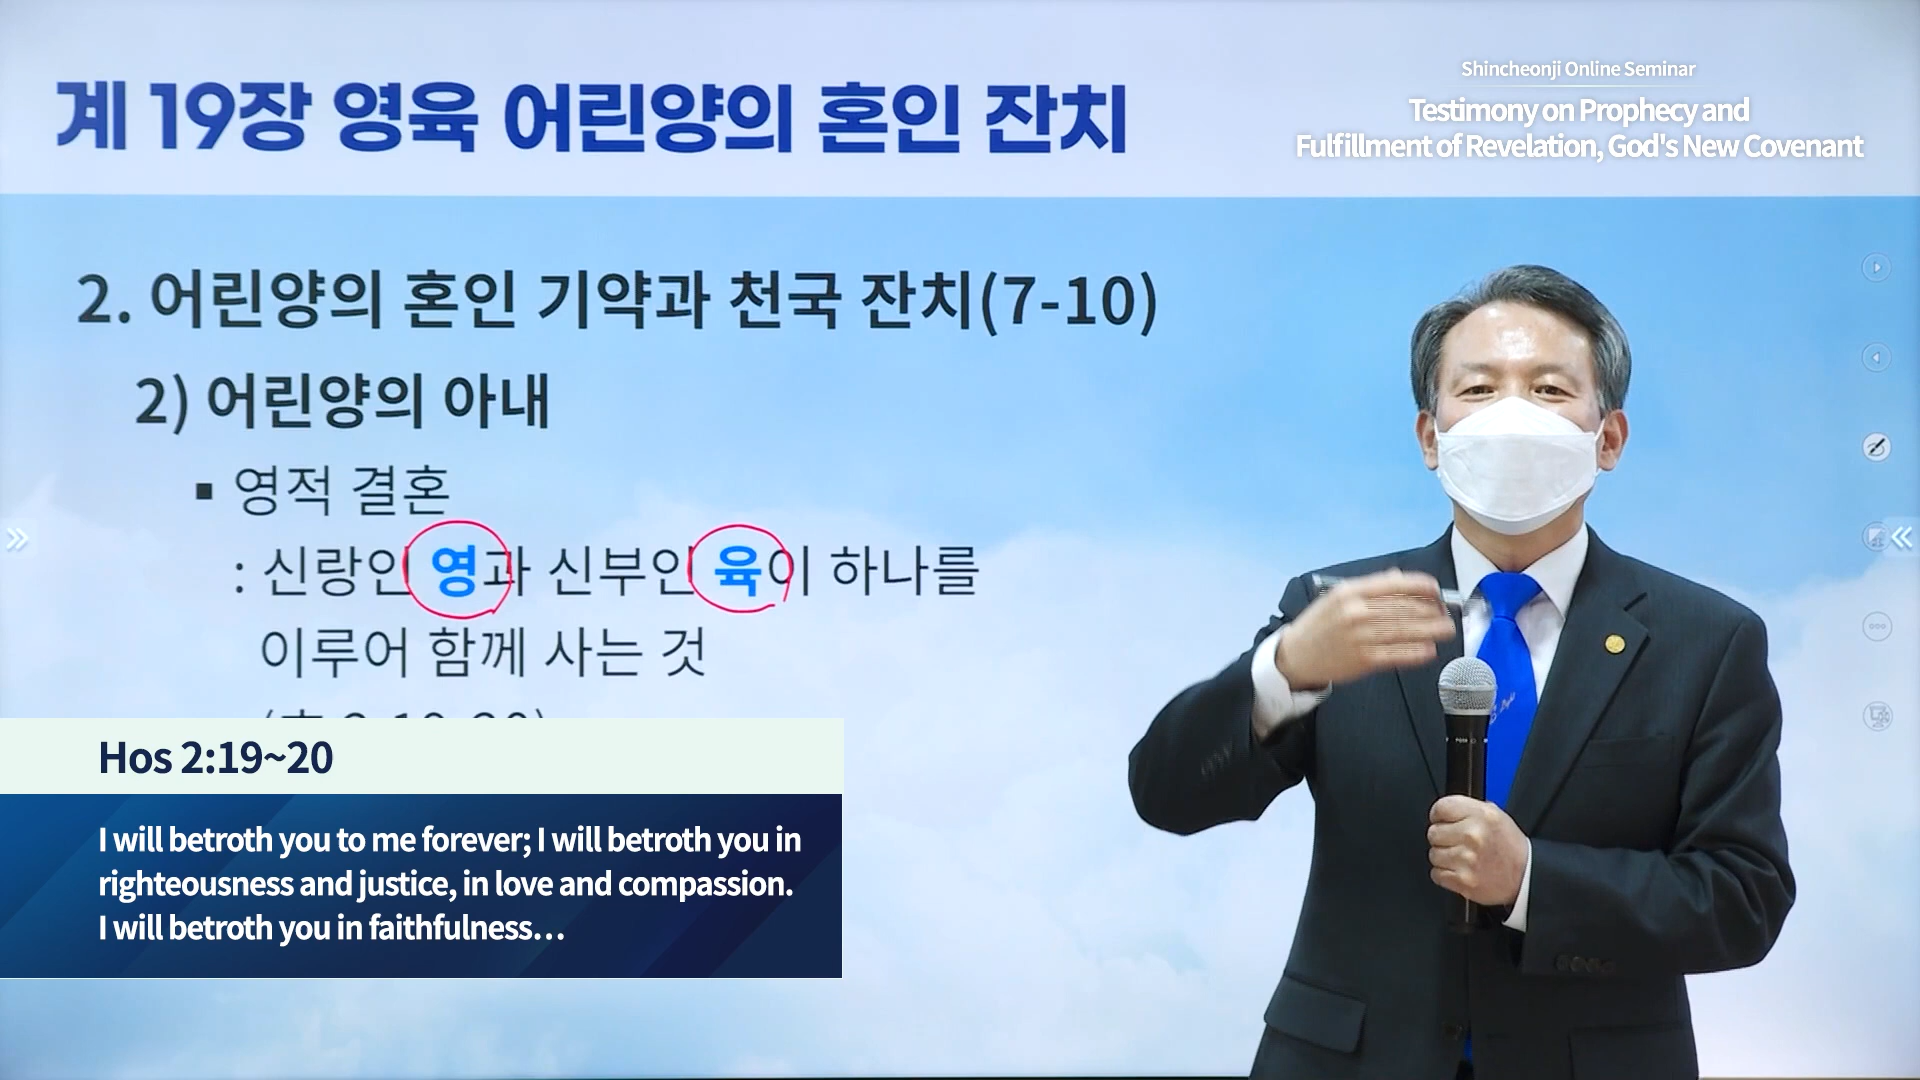 계 19장 영육 어린양의 혼인 잔치
Shincheonji Online Seminar
Testimony on Prophecy and
Fulfillment of Revelation, God's New Covenant
2. 어린양의 혼인 기약과 천국 잔치(7-10)
2) 어린양의 아내
▪ 영적 결혼
: 신랑인 영과 신부인 육이 하나를
이루어 함께 사는 것
Hos 2:19~20
I will betroth you to me forever; I will betroth you in
righteousness and justice, in love and compassion.
I will betroth you in faithfulness…